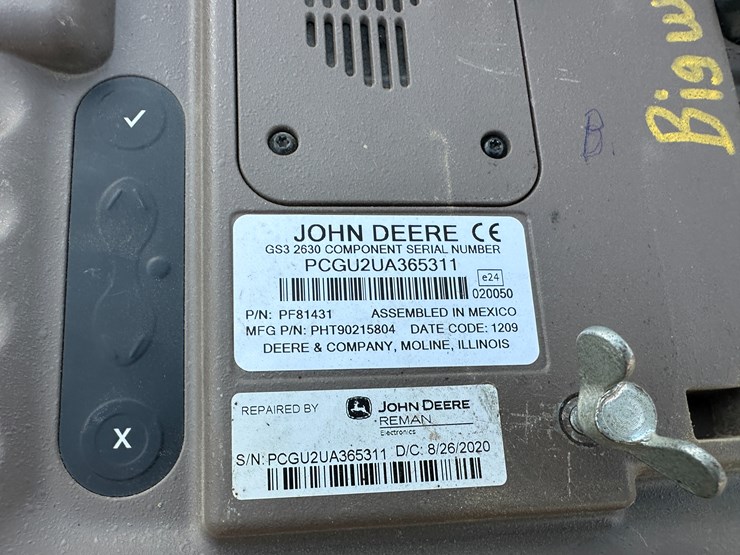 Big w
B
JOHN DEERE CE
GS3 2630 COMPONENT SERIAL NUMBER
PCGU2UA365311
e24
020050
P/N: PF81431 ASSEMBLED IN MEXICO
MFG P/N: PHT90215804 DATE CODE: 1209
DEERE & COMPANY, MOLINE, ILLINOIS
REPAIRED BY JOHN DEERE
REMAN
Electronics
S/N: PCGU2UA365311 D/C: 8/26/2020
X